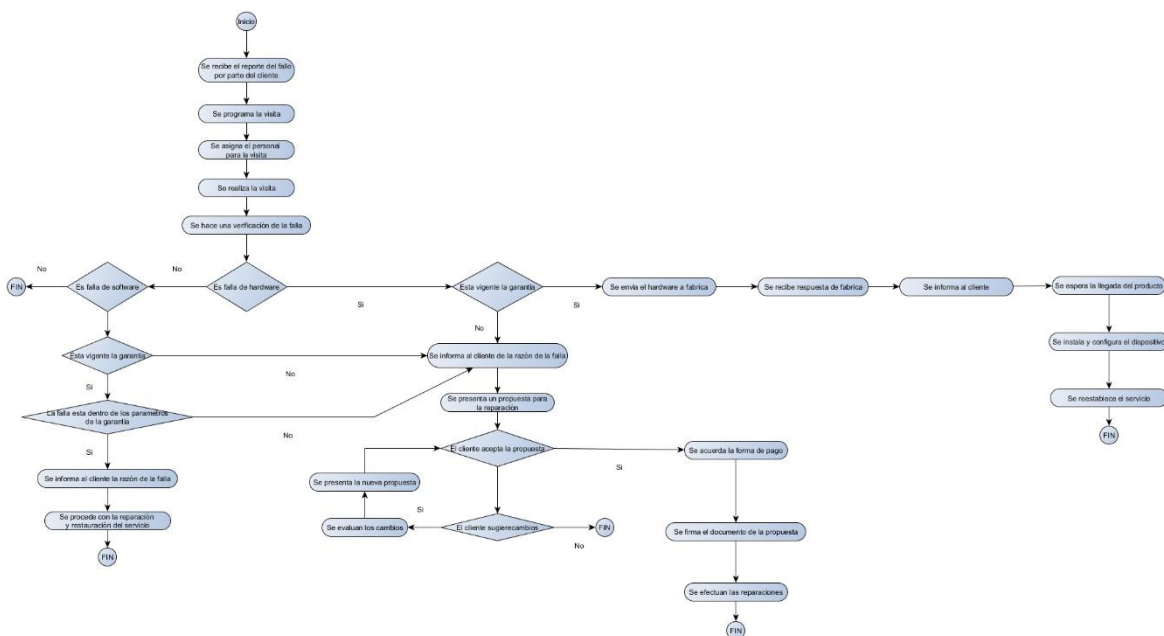 Inicio
Se recibe el reporte del fallo
por parte del cliente
Se programa la visita
Se asigna el personal
para la visita
Se realiza la visita
Se hace una verificación de la falla
No
No
FIN
Es falla de software
Es falla de hardware
Si
Esta vigente la garantia
Si
Se envia el hardware a fabrica
Se recibe respuesta de fabrica
Se informa al cliente
Se espera la llegada del producto
No
Se instala y configura el dispositivo
Esta vigente la garantia
No
Se informa al cliente de la razón de la falla
Si
Se presenta un propuesta para
la reparación
Se reestablece el servicio
La falla esta dentro de los parametros
de la garantia
No
FIN
El cliente acepta la propuesta
Si
Se acuerda la forma de pago
Si
Se informa al cliente la razón de la falla
Se presenta la nueva propuesta
Si
Se procede con la reparación
y restauración del servicio
Se evaluan los cambios
El cliente sugierecambios
FIN
No
Se firma el documento de la propuesta
FIN
Se efectuan las reparaciones
FIN